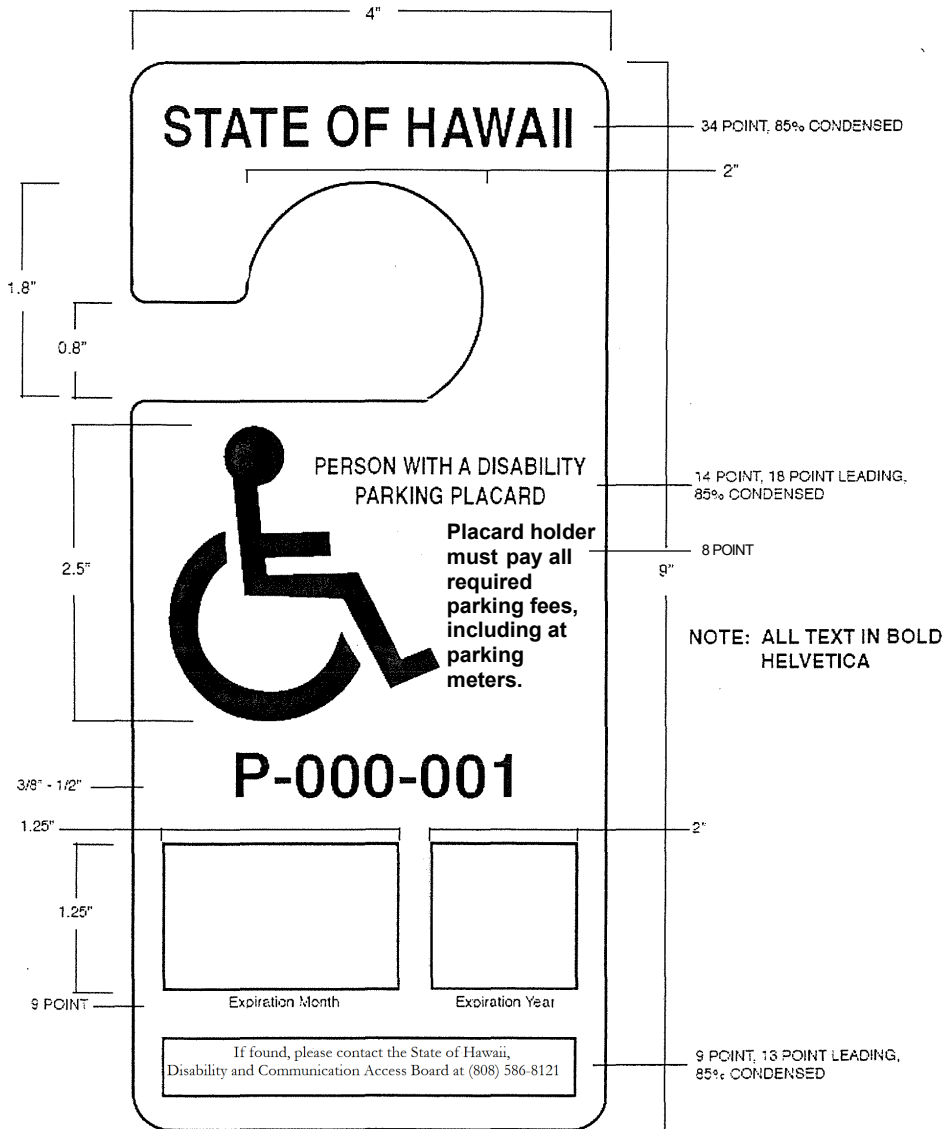 4"
STATE OF HAWAII
34 POINT, 85% CONDENSED
2"
1.8"
0.8"
PERSON WITH A DISABILITY
PARKING PLACARD
14 POINT, 18 POINT LEADING,
85% CONDENSED
Placard holder
must pay all
required
parking fees,
including at
parking
meters.
8 POINT
2.5"
9"
NOTE: ALL TEXT IN BOLD
HELVETICA
P-000-001
3/8" - 1/2"
1.25"
2"
1.25"
Expiration Month
Expiration Year
9 POINT
If found, please contact the State of Hawaii,
Disability and Communication Access Board at (808) 586-8121
9 POINT, 13 POINT LEADING,
85% CONDENSED